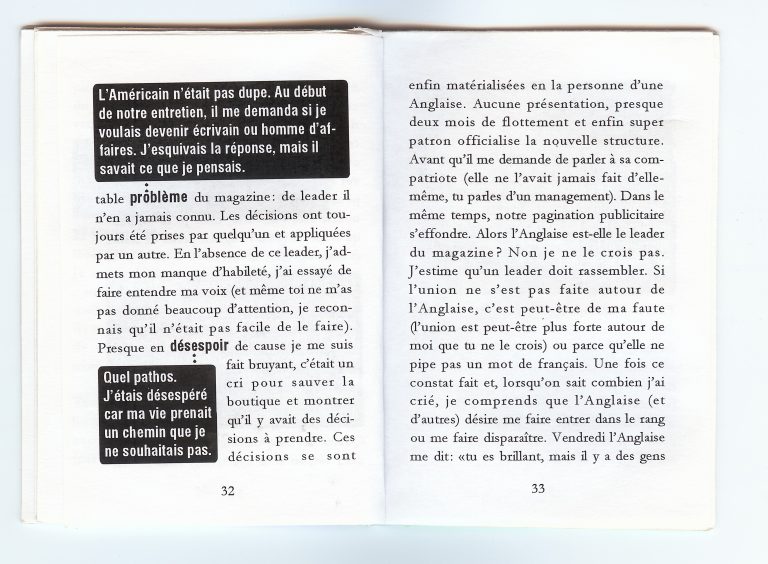 L'Américain n'était pas dupe. Au début
de notre entretien, il me demanda si je
voulais devenir écrivain ou homme d'af-
faires. J'esquivais la réponse, mais il
savait ce que je pensais.
table problème du magazine : de leader il
n'en a jamais connu. Les décisions ont tou-
jours été prises par quelqu'un et appliquées
par un autre. En l'absence de ce leader, j'ad-
mets mon manque d'habileté, j'ai essayé de
faire entendre ma voix (et même toi ne m'as
pas donné beaucoup d'attention, je recon-
nais qu'il n'était pas facile de le faire).
Presque en désespoir de cause je me suis
fait bruyant, c'était un
cri pour sauver la
boutique et montrer
qu'il y avait des déci-
sions à prendre. Ces
décisions se sont
Quel pathos.
J'étais désespéré
car ma vie prenait
un chemin que je
ne souhaitais pas.
32
enfin matérialisées en la personne d'une
Anglaise. Aucune présentation, presque
deux mois de flottement et enfin super
patron officialise la nouvelle structure.
Avant qu'il me demande de parler à sa com-
patriote (elle ne l'avait jamais fait d'elle-
même, tu parles d'un management). Dans le
même temps, notre pagination publicitaire
s'effondre. Alors l'Anglaise est-elle le leader
du magazine ? Non je ne le crois pas.
J'estime qu'un leader doit rassembler. Si
l'union ne s'est pas faite autour de
l'Anglaise, c'est peut-être de ma faute
(l'union est peut-être plus forte autour de
moi que tu ne le crois) ou parce qu'elle ne
pipe pas un mot de français. Une fois ce
constat fait et, lorsqu'on sait combien j'ai
crié, je comprends que l'Anglaise (et
d'autres) désire me faire entrer dans le rang
ou me faire disparaître. Vendredi l'Anglaise
me dit : «tu es brillant, mais il y a des gens
33